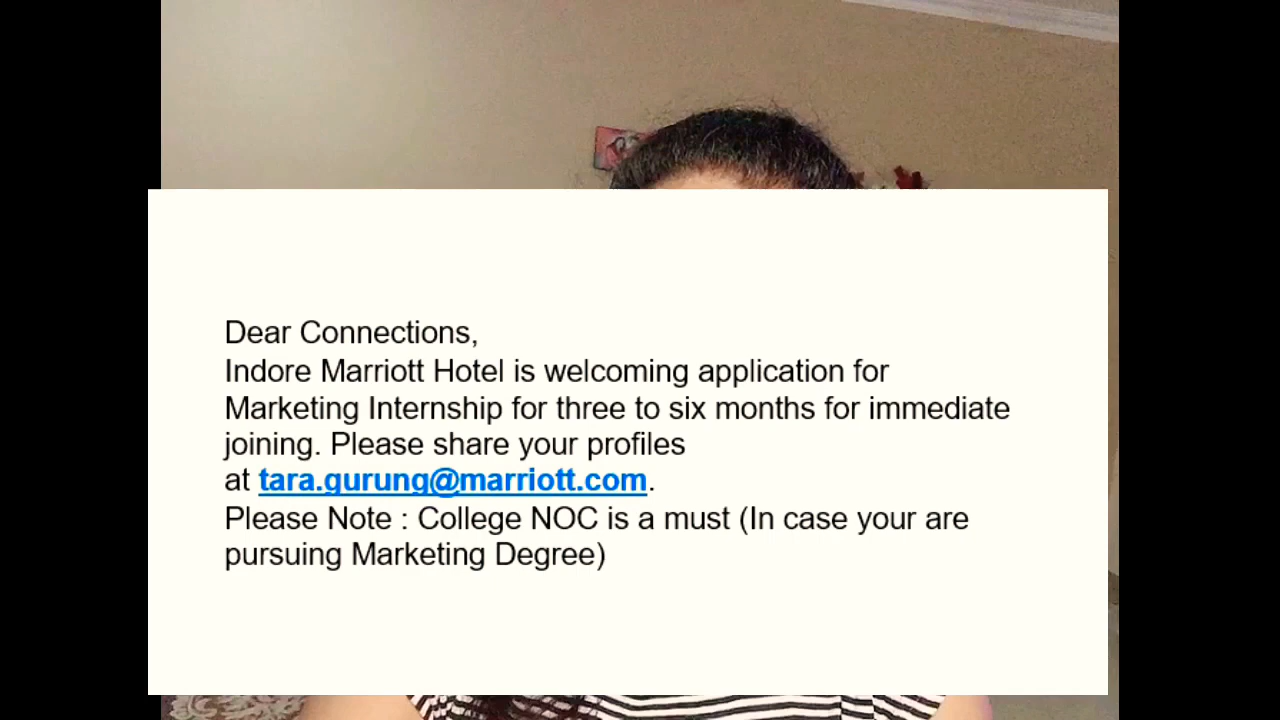 Dear Connections,
Indore Marriott Hotel is welcoming application for
Marketing Internship for three to six months for immediate
joining. Please share your profiles
at tara.gurung@marriott.com.
Please Note : College NOC is a must (In case your are
pursuing Marketing Degree)